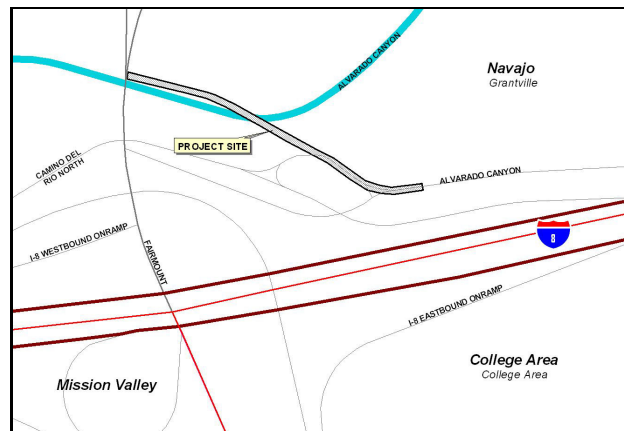 ALVARADO CANYON
Navajo
Grantville
PROJECT SITE
CAMINO DEL
RIO NORTH
ALVARADO CANYON
I-8 WESTBOUND ONRAMP
FAIRMOUNT
8
I-8 EASTBOUND ONRAMP
College Area
College Area
Mission Valley